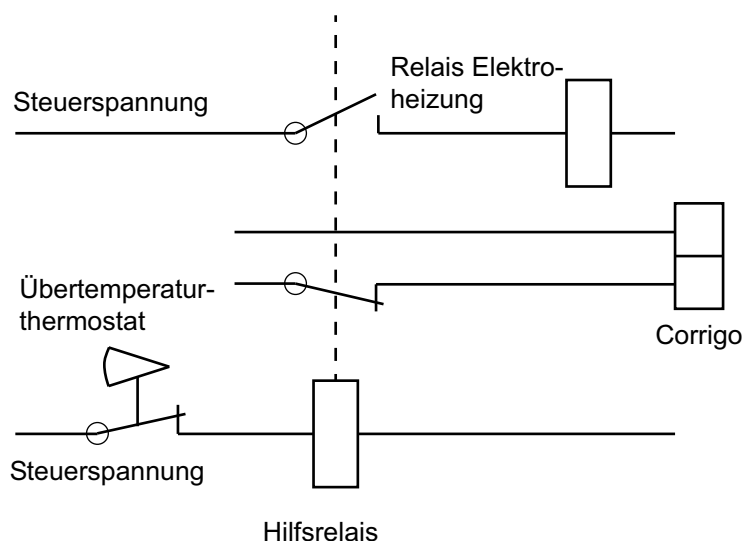 Relais Elektro-
heizung
Steuerspannung
Übertemperatur-
thermostat
Corrigo
Steuerspannung
Hilfsrelais